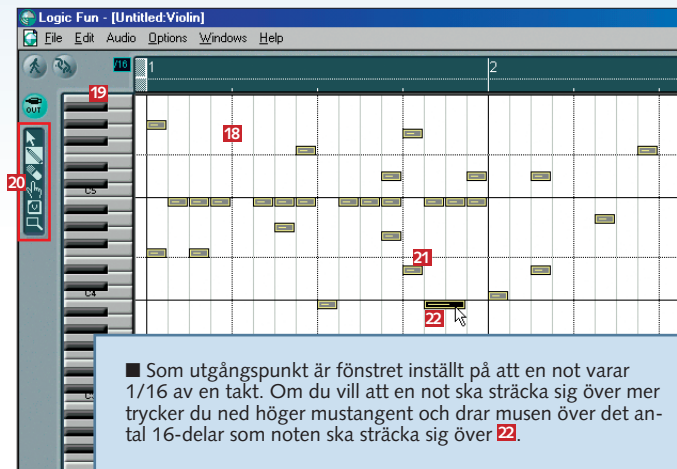 Logic Fun - [Untitled:Violin]
File Edit Audio Options Windows Help
/16 1 2
19
OUT
18
20
C5
21
C4
22
■ Som utgångspunkt är fönstret inställt på att en not varar
1/16 av en takt. Om du vill att en not ska sträcka sig över mer
trycker du ned höger mustangent och drar musen över det an-
tal 16-delar som noten ska sträcka sig över 22.